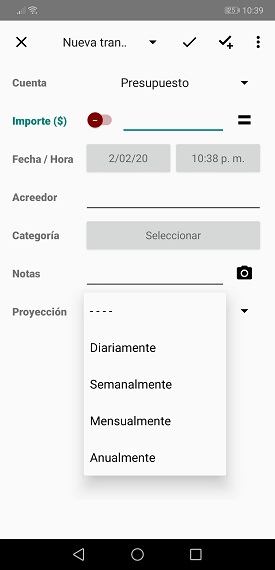 10:39
Nueva tran..
Cuenta
Presupuesto
Importe ($)
Fecha / Hora
2/02/20
10:38 p. m.
Acreedor
Categoría
Seleccionar
Notas
Proyección
- - - -
Diariamente
Semanalmente
Mensualmente
Anualmente